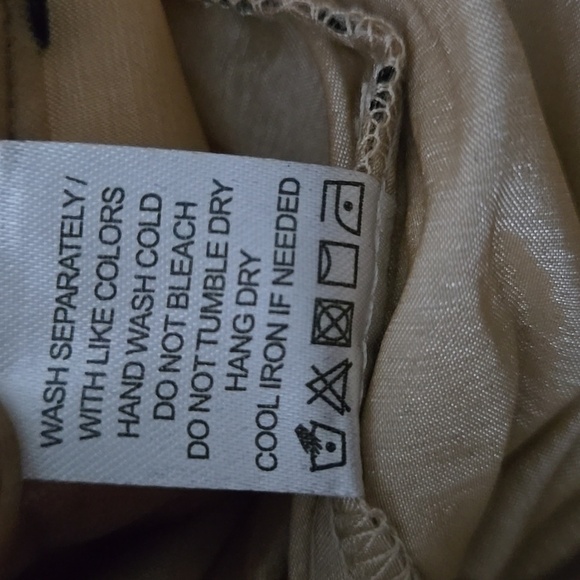 WASH SEPARATELY /
WITH LIKE COLORS
HAND WASH COLD
DO NOT BLEACH
DO NOT TUMBLE DRY
HANG DRY
COOL IRON IF NEEDED